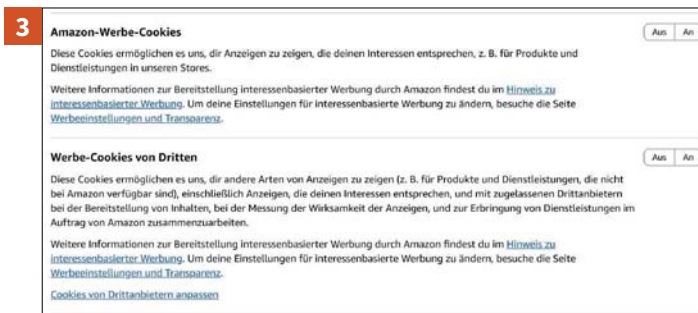 3
Amazon-Werbe-Cookies
Aus An
Diese Cookies ermöglichen es uns, dir Anzeigen zu zeigen, die deinen Interessen entsprechen, z. B. für Produkte und
Dienstleistungen in unseren Stores.
Weitere Informationen zur Bereitstellung interessenbasierter Werbung durch Amazon findest du im Hinweis zu
interessenbasierter Werbung. Um deine Einstellungen für interessenbasierte Werbung zu ändern, besuche die Seite
Werbeeinstellungen und Transparenz.
Werbe-Cookies von Dritten
Aus An
Diese Cookies ermöglichen es uns, dir andere Arten von Anzeigen zu zeigen (z. B. für Produkte und Dienstleistungen, die nicht
bei Amazon verfügbar sind), einschließlich Anzeigen, die deinen Interessen entsprechen, und mit zugelassenen Drittanbietern
bei der Bereitstellung von Inhalten, bei der Messung der Wirksamkeit der Anzeigen, und zur Erbringung von Dienstleistungen im
Auftrag von Amazon zusammenzuarbeiten.
Weitere Informationen zur Bereitstellung interessenbasierter Werbung durch Amazon findest du im Hinweis zu
interessenbasierter Werbung. Um deine Einstellungen für interessenbasierte Werbung zu ändern, besuche die Seite
Werbeeinstellungen und Transparenz.
Cookies von Drittanbietern anpassen